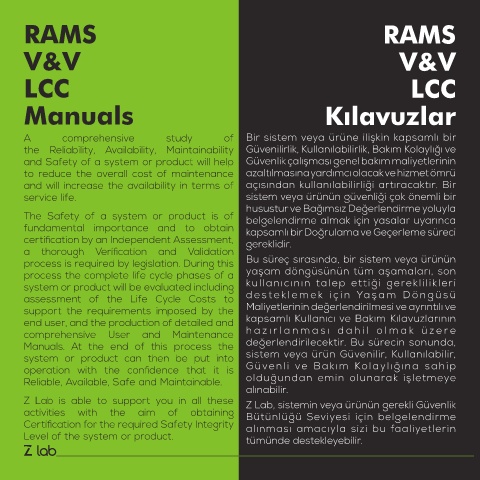 RAMS
V&V
LCC
Manuals
A comprehensive study of
the Reliability, Availability, Maintainability
and Safety of a system or product will help
to reduce the overall cost of maintenance
and will increase the availability in terms of
service life.
The Safety of a system or product is of
fundamental importance and to obtain
certification by an Independent Assessment,
a thorough Verification and Validation
process is required by legislation. During this
process the complete life cycle phases of a
system or product will be evaluated including
assessment of the Life Cycle Costs to
support the requirements imposed by the
end user, and the production of detailed and
comprehensive User and Maintenance
Manuals. At the end of this process the
system or product can then be put into
operation with the confidence that it is
Reliable, Available, Safe and Maintainable.
Z Lab is able to support you in all these
activities with the aim of obtaining
Certification for the required Safety Integrity
Level of the system or product.
Z lab
RAMS
V&V
LCC
Kılavuzlar
Bir sistem veya ürüne ilişkin kapsamlı bir
Güvenilirlik, Kullanılabilirlik, Bakım Kolaylığı ve
Güvenlik çalışması genel bakım maliyetlerinin
azaltılmasına yardımcı olacak ve hizmet ömrü
açısından kullanılabilirliği artıracaktır. Bir
sistem veya ürünün güvenliği çok önemli bir
husustur ve Bağımsız Değerlendirme yoluyla
belgelendirme almak için yasalar uyarınca
kapsamlı bir Doğrulama ve Geçerleme süreci
gereklidir.
Bu süreç sırasında, bir sistem veya ürünün
yaşam döngüsünün tüm aşamaları, son
kullanıcının talep ettiği gereklilikleri
desteklemek için Yaşam Döngüsü
Maliyetlerinin değerlendirilmesi ve ayrıntılı ve
kapsamlı Kullanıcı ve Bakım Kılavuzlarının
hazırlanması dahil olmak üzere
değerlendirilecektir. Bu sürecin sonunda,
sistem veya ürün Güvenilir, Kullanılabilir,
Güvenli ve Bakım Kolaylığına sahip
olduğundan emin olunarak işletmeye
alınabilir.
Z Lab, sistemin veya ürünün gerekli Güvenlik
Bütünlüğü Seviyesi için belgelendirme
alınması amacıyla sizi bu faaliyetlerin
tümünde destekleyebilir.